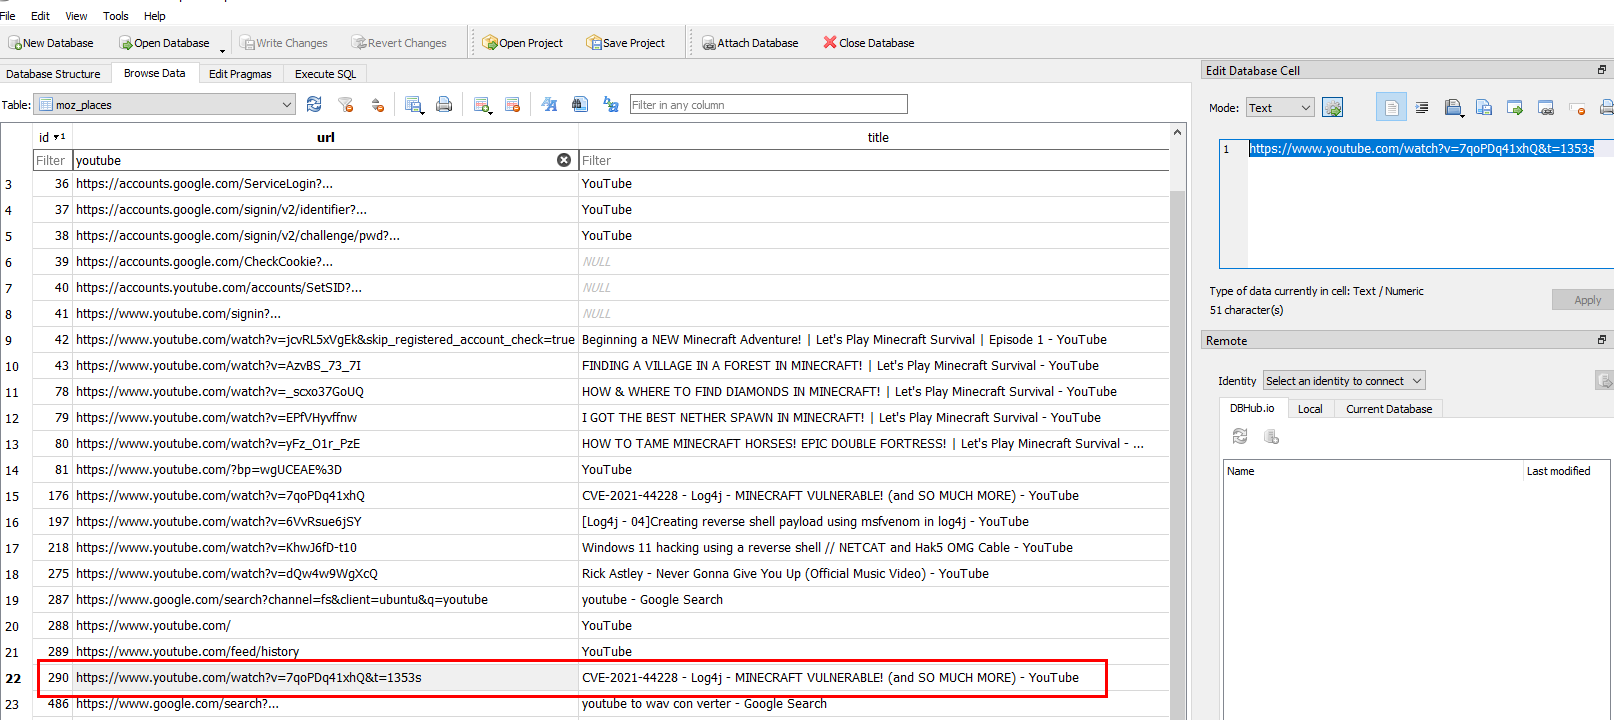 File Edit View Tools Help
New Database Open Database Write Changes Revert Changes Open Project Save Project Attach Database Close Database
Database Structure Browse Data Edit Pragmas Execute SQL
Table: moz_places Filter in any column
id 1 url title
Filter youtube Filter
3 36 https://accounts.google.com/ServiceLogin?... YouTube
4 37 https://accounts.google.com/signin/v2/identifier?... YouTube
5 38 https://accounts.google.com/signin/v2/challenge/pwd?... YouTube
6 39 https://accounts.google.com/CheckCookie?... NULL
7 40 https://accounts.youtube.com/accounts/SetSID?... NULL
8 41 https://www.youtube.com/signin?... NULL
9 42 https://www.youtube.com/watch?v=jcvRL5xVgEk&skip_registered_account_check=true Beginning a NEW Minecraft Adventure! | Let's Play Minecraft Survival | Episode 1 - YouTube
10 43 https://www.youtube.com/watch?v=AzvBS_73_7I FINDING A VILLAGE IN A FOREST IN MINECRAFT! | Let's Play Minecraft Survival - YouTube
11 78 https://www.youtube.com/watch?v=_scxo37GoUQ HOW & WHERE TO FIND DIAMONDS IN MINECRAFT! | Let's Play Minecraft Survival - YouTube
12 79 https://www.youtube.com/watch?v=EPfVHyvffnw I GOT THE BEST NETHER SPAWN IN MINECRAFT! | Let's Play Minecraft Survival - YouTube
13 80 https://www.youtube.com/watch?v=yFz_O1r_PzE HOW TO TAME MINECRAFT HORSES! EPIC DOUBLE FORTRESS! | Let's Play Minecraft Survival - ...
14 81 https://www.youtube.com/?bp=wgUCEAE%3D YouTube
15 176 https://www.youtube.com/watch?v=7qoPDq41xhQ CVE-2021-44228 - Log4j - MINECRAFT VULNERABLE! (and SO MUCH MORE) - YouTube
16 197 https://www.youtube.com/watch?v=6VvRsue6jSY [Log4j - 04]Creating reverse shell payload using msfvenom in log4j - YouTube
17 218 https://www.youtube.com/watch?v=KhwJ6fD-t10 Windows 11 hacking using a reverse shell // NETCAT and Hak5 OMG Cable - YouTube
18 275 https://www.youtube.com/watch?v=dQw4w9WgXcQ Rick Astley - Never Gonna Give You Up (Official Music Video) - YouTube
19 287 https://www.google.com/search?channel=fs&client=ubuntu&q=youtube youtube - Google Search
20 288 https://www.youtube.com/ YouTube
21 289 https://www.youtube.com/feed/history YouTube
22 290 https://www.youtube.com/watch?v=7qoPDq41xhQ&t=1353s CVE-2021-44228 - Log4j - MINECRAFT VULNERABLE! (and SO MUCH MORE) - YouTube
23 486 https://www.google.com/search?... youtube to wav con verter - Google Search
Edit Database Cell
Mode: Text
1 https://www.youtube.com/watch?v=7qoPDq41xhQ&t=1353s
Type of data currently in cell: Text / Numeric
51 character(s)
Apply
Remote
Identity Select an identity to connect
DBHub.io Local Current Database
Name Last modified